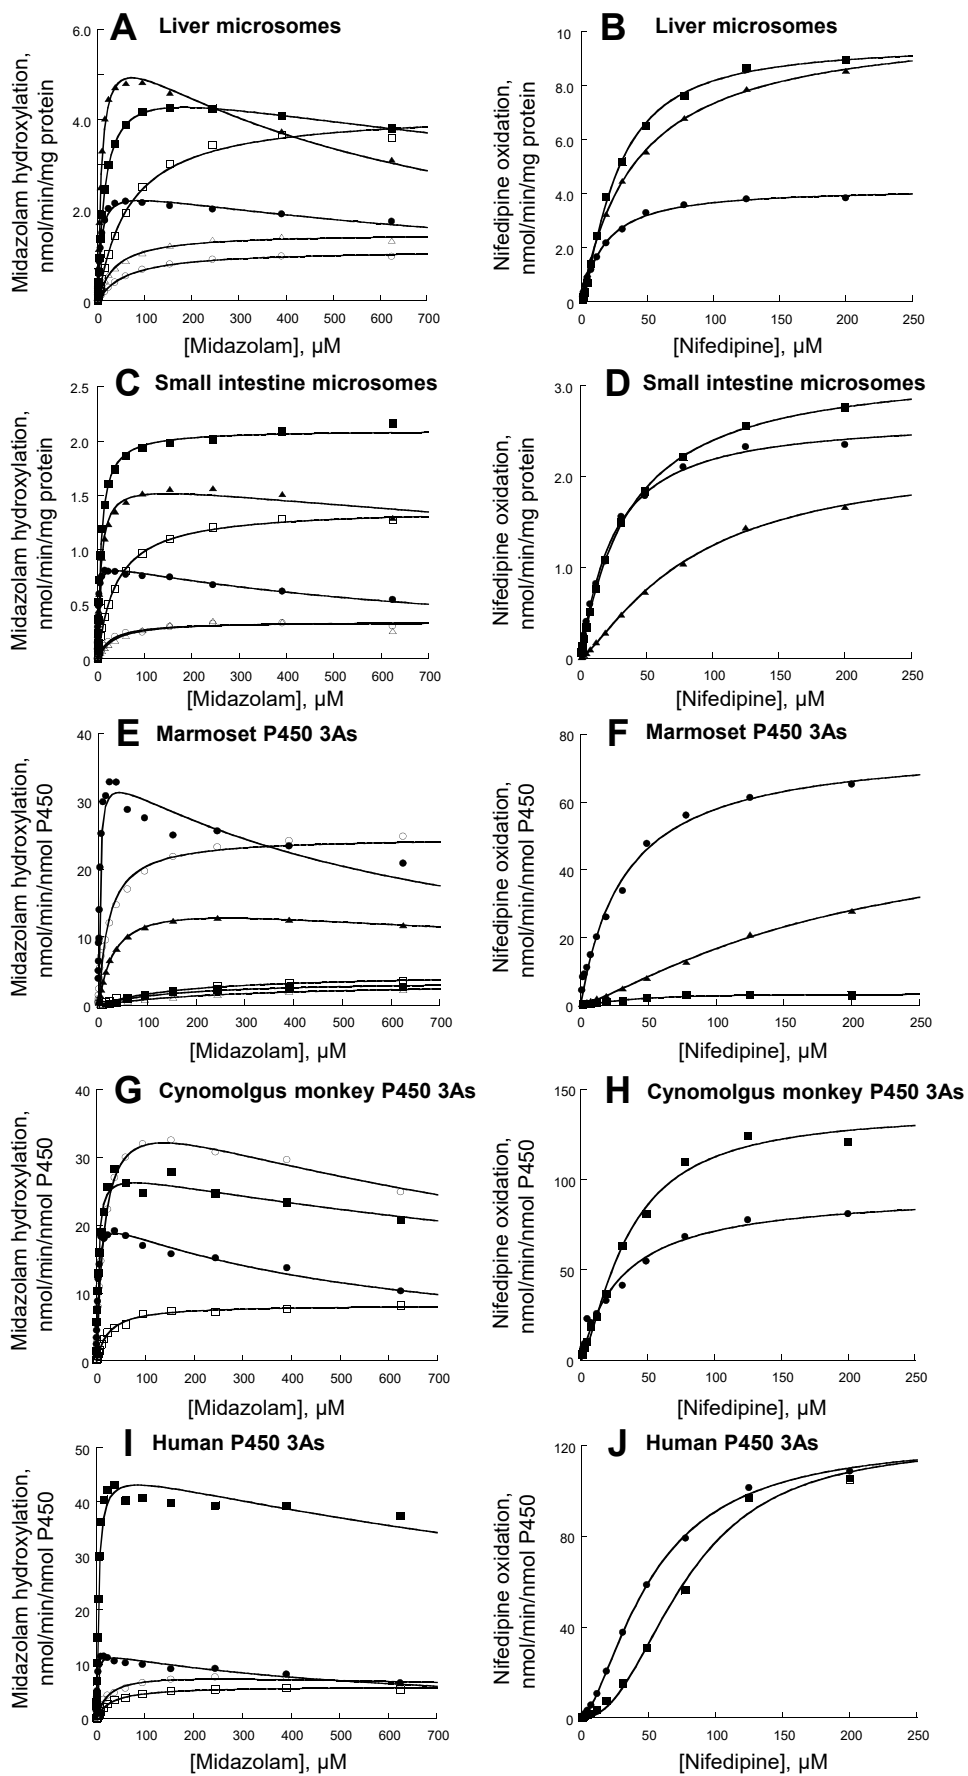 A Liver microsomes
Midazolam hydroxylation,
nmol/min/mg protein
6.0
4.0
2.0
0
0 100 200 300 400 500 600 700
[Midazolam], µM
B Liver microsomes
Nifedipine oxidation,
nmol/min/mg protein
10
8.0
6.0
4.0
2.0
0
0 50 100 150 200 250
[Nifedipine], µM
C Small intestine microsomes
Midazolam hydroxylation,
nmol/min/mg protein
2.5
2.0
1.5
1.0
0.5
0
0 100 200 300 400 500 600 700
[Midazolam], µM
D Small intestine microsomes
Nifedipine oxidation,
nmol/min/mg protein
3.0
2.0
1.0
0
0 50 100 150 200 250
[Nifedipine], µM
E Marmoset P450 3As
Midazolam hydroxylation,
nmol/min/nmol P450
40
30
20
10
0
0 100 200 300 400 500 600 700
[Midazolam], µM
F Marmoset P450 3As
Nifedipine oxidation,
nmol/min/nmol P450
80
60
40
20
0
0 50 100 150 200 250
[Nifedipine], µM
G Cynomolgus monkey P450 3As
Midazolam hydroxylation,
nmol/min/nmol P450
40
30
20
10
0
0 100 200 300 400 500 600 700
[Midazolam], µM
H Cynomolgus monkey P450 3As
Nifedipine oxidation,
nmol/min/nmol P450
150
100
50
0
0 50 100 150 200 250
[Nifedipine], µM
I Human P450 3As
Midazolam hydroxylation,
nmol/min/nmol P450
50
40
30
20
10
0
0 100 200 300 400 500 600 700
[Midazolam], µM
J Human P450 3As
Nifedipine oxidation,
nmol/min/nmol P450
120
80
40
0
0 50 100 150 200 250
[Nifedipine], µM